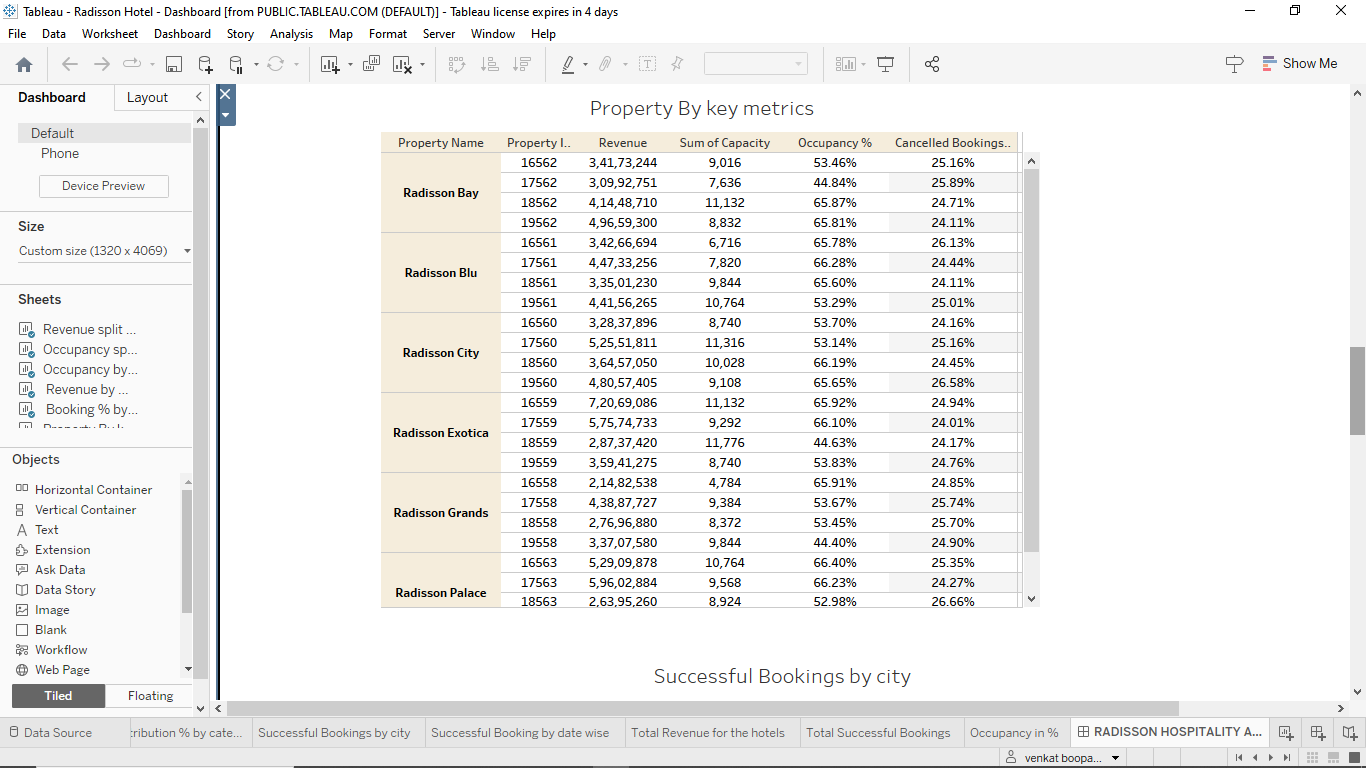 Tableau - Radisson Hotel - Dashboard [from PUBLIC.TABLEAU.COM (DEFAULT)] - Tableau license expires in 4 days
File Data Worksheet Dashboard Story Analysis Map Format Server Window Help
Show Me
Dashboard Layout
Default
Phone
Device Preview
Size
Custom size (1320 x 4069)
Sheets
Revenue split ...
Occupancy sp...
Occupancy by...
Revenue by ...
Booking % by...
Objects
Horizontal Container
Vertical Container
Text
Extension
Ask Data
Data Story
Image
Blank
Workflow
Web Page
Tiled Floating
Property By key metrics
Property Name Property I.. Revenue Sum of Capacity Occupancy % Cancelled Bookings..
Radisson Bay
16562 3,41,73,244 9,016 53.46% 25.16%
17562 3,09,92,751 7,636 44.84% 25.89%
18562 4,14,48,710 11,132 65.87% 24.71%
19562 4,96,59,300 8,832 65.81% 24.11%
Radisson Blu
16561 3,42,66,694 6,716 65.78% 26.13%
17561 4,47,33,256 7,820 66.28% 24.44%
18561 3,35,01,230 9,844 65.60% 24.11%
19561 4,41,56,265 10,764 53.29% 25.01%
Radisson City
16560 3,28,37,896 8,740 53.70% 24.16%
17560 5,25,51,811 11,316 53.14% 25.16%
18560 3,64,57,050 10,028 66.19% 24.45%
19560 4,80,57,405 9,108 65.65% 26.58%
Radisson Exotica
16559 7,20,69,086 11,132 65.92% 24.94%
17559 5,75,74,733 9,292 66.10% 24.01%
18559 2,87,37,420 11,776 44.63% 24.17%
19559 3,59,41,275 8,740 53.83% 24.76%
Radisson Grands
16558 2,14,82,538 4,784 65.91% 24.85%
17558 4,38,87,727 9,384 53.67% 25.74%
18558 2,76,96,880 8,372 53.45% 25.70%
19558 3,37,07,580 9,844 44.40% 24.90%
Radisson Palace
16563 5,29,09,878 10,764 66.40% 25.35%
17563 5,96,02,884 9,568 66.23% 24.27%
18563 2,63,95,260 8,924 52.98% 26.66%
Successful Bookings by city
Data Source tribution % by cate... Successful Bookings by city Successful Booking by date wise Total Revenue for the hotels Total Successful Bookings Occupancy in % RADISSON HOSPITALITY A...
venkat boopa...